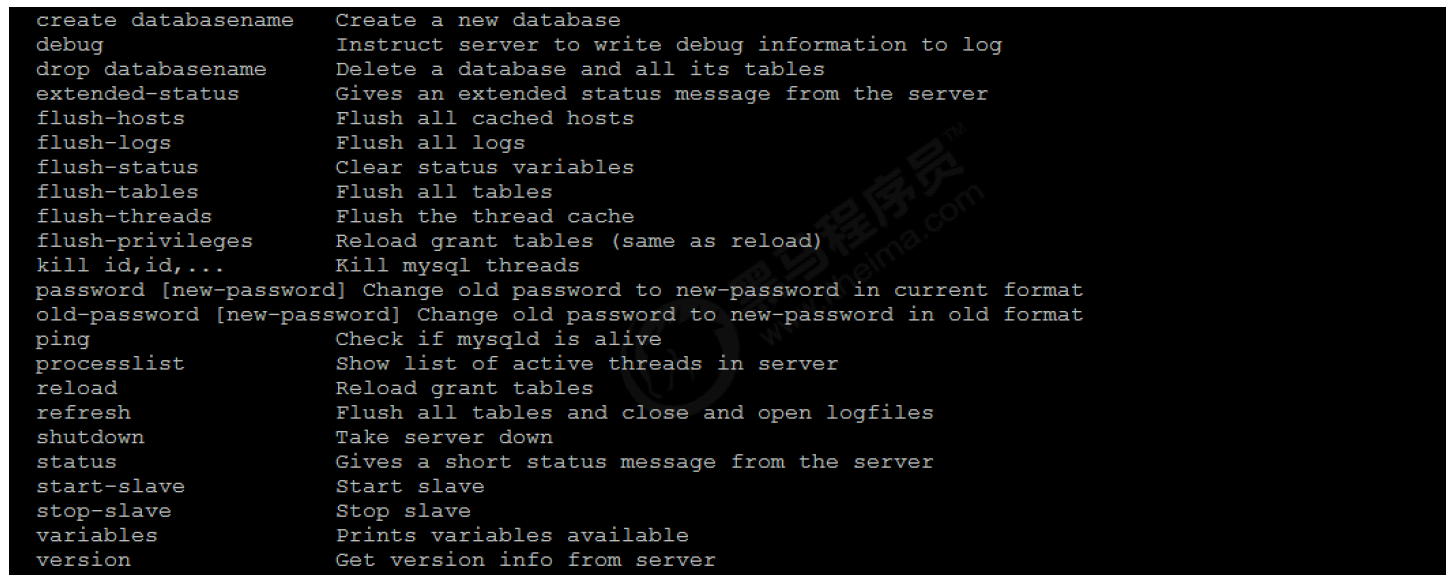 create databasename   Create a new database
debug                 Instruct server to write debug information to log
drop databasename     Delete a database and all its tables
extended-status       Gives an extended status message from the server
flush-hosts           Flush all cached hosts
flush-logs            Flush all logs
flush-status          Clear status variables
flush-tables          Flush all tables
flush-threads         Flush the thread cache
flush-privileges      Reload grant tables (same as reload)
kill id,id,...        Kill mysql threads
password [new-password] Change old password to new-password in current format
old-password [new-password] Change old password to new-password in old format
ping                  Check if mysqld is alive
processlist           Show list of active threads in server
reload                Reload grant tables
refresh               Flush all tables and close and open logfiles
shutdown              Take server down
status                Gives a short status message from the server
start-slave           Start slave
stop-slave            Stop slave
variables             Prints variables available
version               Get version info from server
黑马程序员™
www.itheima.com